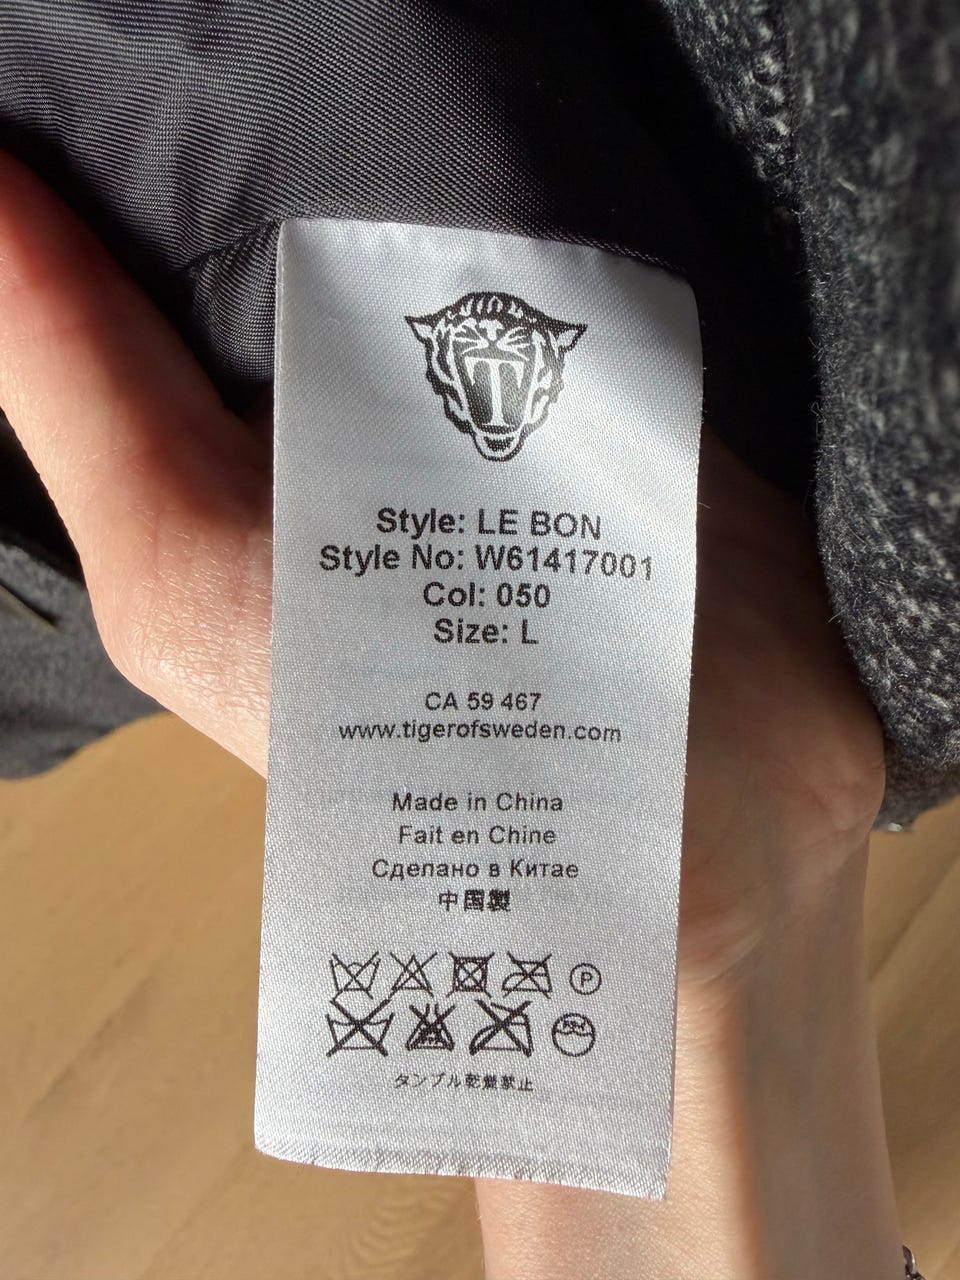 T
Style: LE BON
Style No: W61417001
Col: 050
Size: L
CA 59 467
www.tigerofsweden.com
Made in China
Fait en Chine
Сделано в Китае
中国製
P
タンブル乾燥禁止